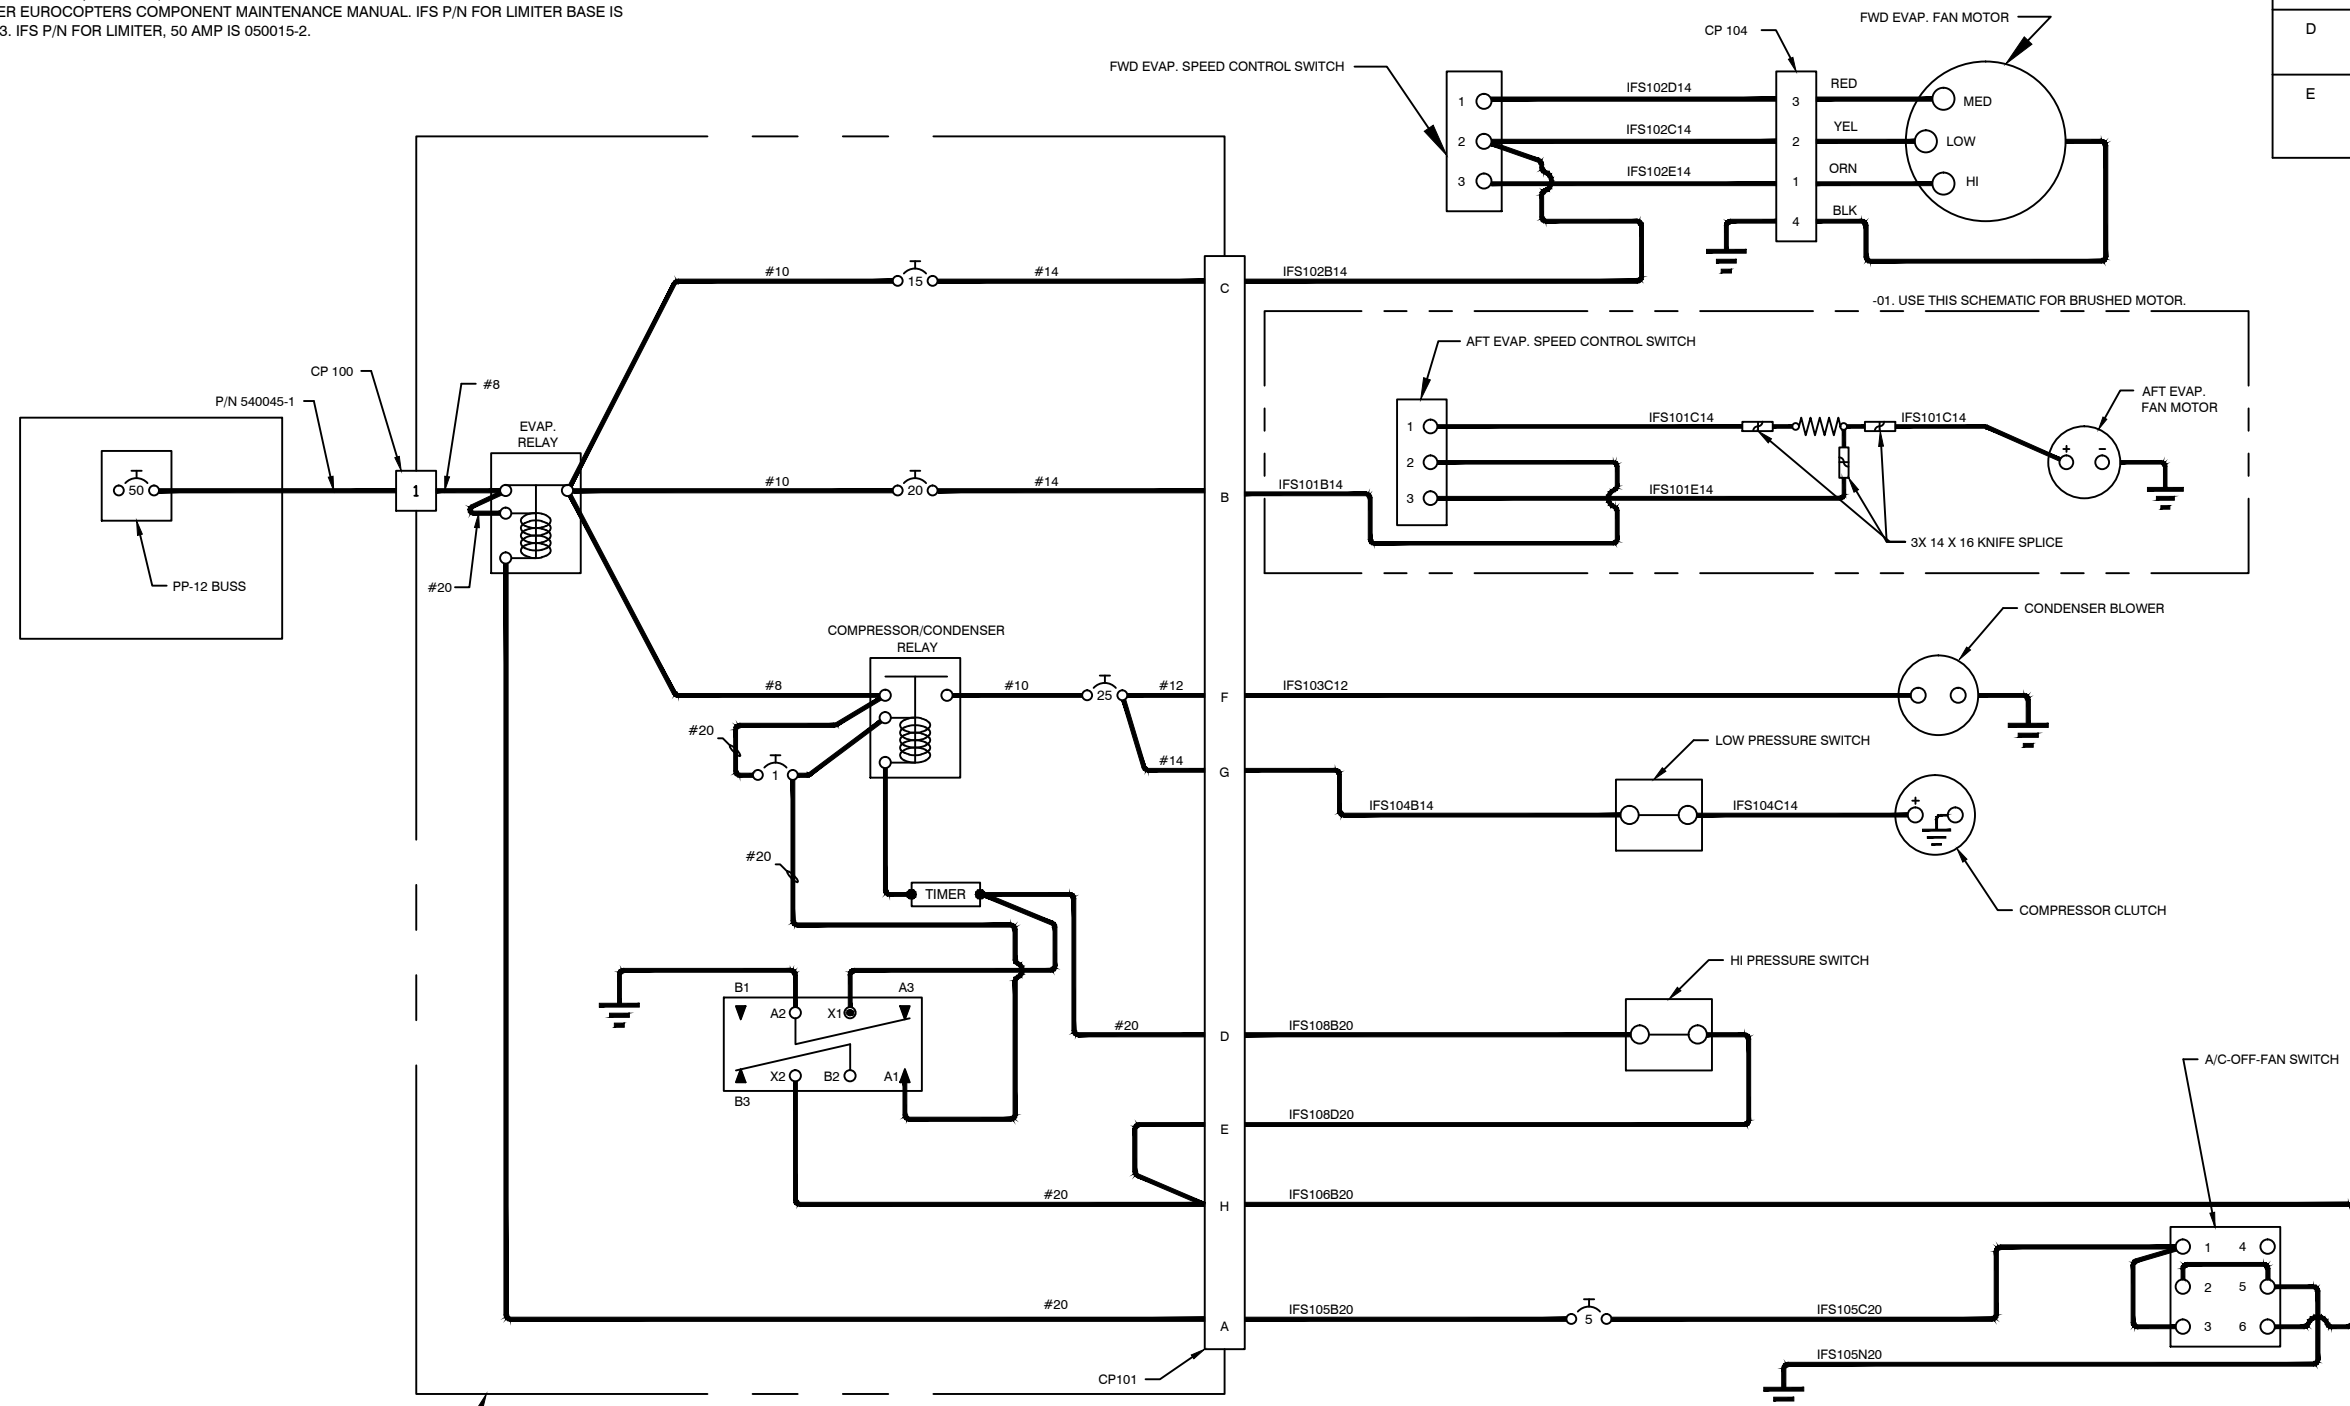 ER EUROCOPTERS COMPONENT MAINTENANCE MANUAL. IFS P/N FOR LIMITER BASE IS
3. IFS P/N FOR LIMITER, 50 AMP IS 050015-2.
FWD EVAP. FAN MOTOR
CP 104
FWD EVAP. SPEED CONTROL SWITCH
D
E
1
IFS102D14
3
RED
MED
2
IFS102C14
2
YEL
LOW
3
IFS102E14
1
ORN
HI
4
BLK
#10
15
#14
C
IFS102B14
-01. USE THIS SCHEMATIC FOR BRUSHED MOTOR.
AFT EVAP. SPEED CONTROL SWITCH
CP 100
#8
P/N 540045-1
AFT EVAP.
FAN MOTOR
EVAP.
RELAY
1
IFS101C14
IFS101C14
+ -
2
50
1
#10
20
#14
B
IFS101B14
3
IFS101E14
3X 14 X 16 KNIFE SPLICE
PP-12 BUSS
#20
CONDENSER BLOWER
COMPRESSOR/CONDENSER
RELAY
#8
#10
25
#12
F
IFS103C12
#20
1
LOW PRESSURE SWITCH
#14
G
IFS104B14
IFS104C14
+
#20
TIMER
COMPRESSOR CLUTCH
HI PRESSURE SWITCH
B1
A3
A2
X1
#20
D
IFS108B20
X2
B2
A1
B3
A/C-OFF-FAN SWITCH
E
IFS108D20
#20
H
IFS106B20
1 4
2 5
3 6
#20
A
IFS105B20
5
IFS105C20
IFS105N20
CP101